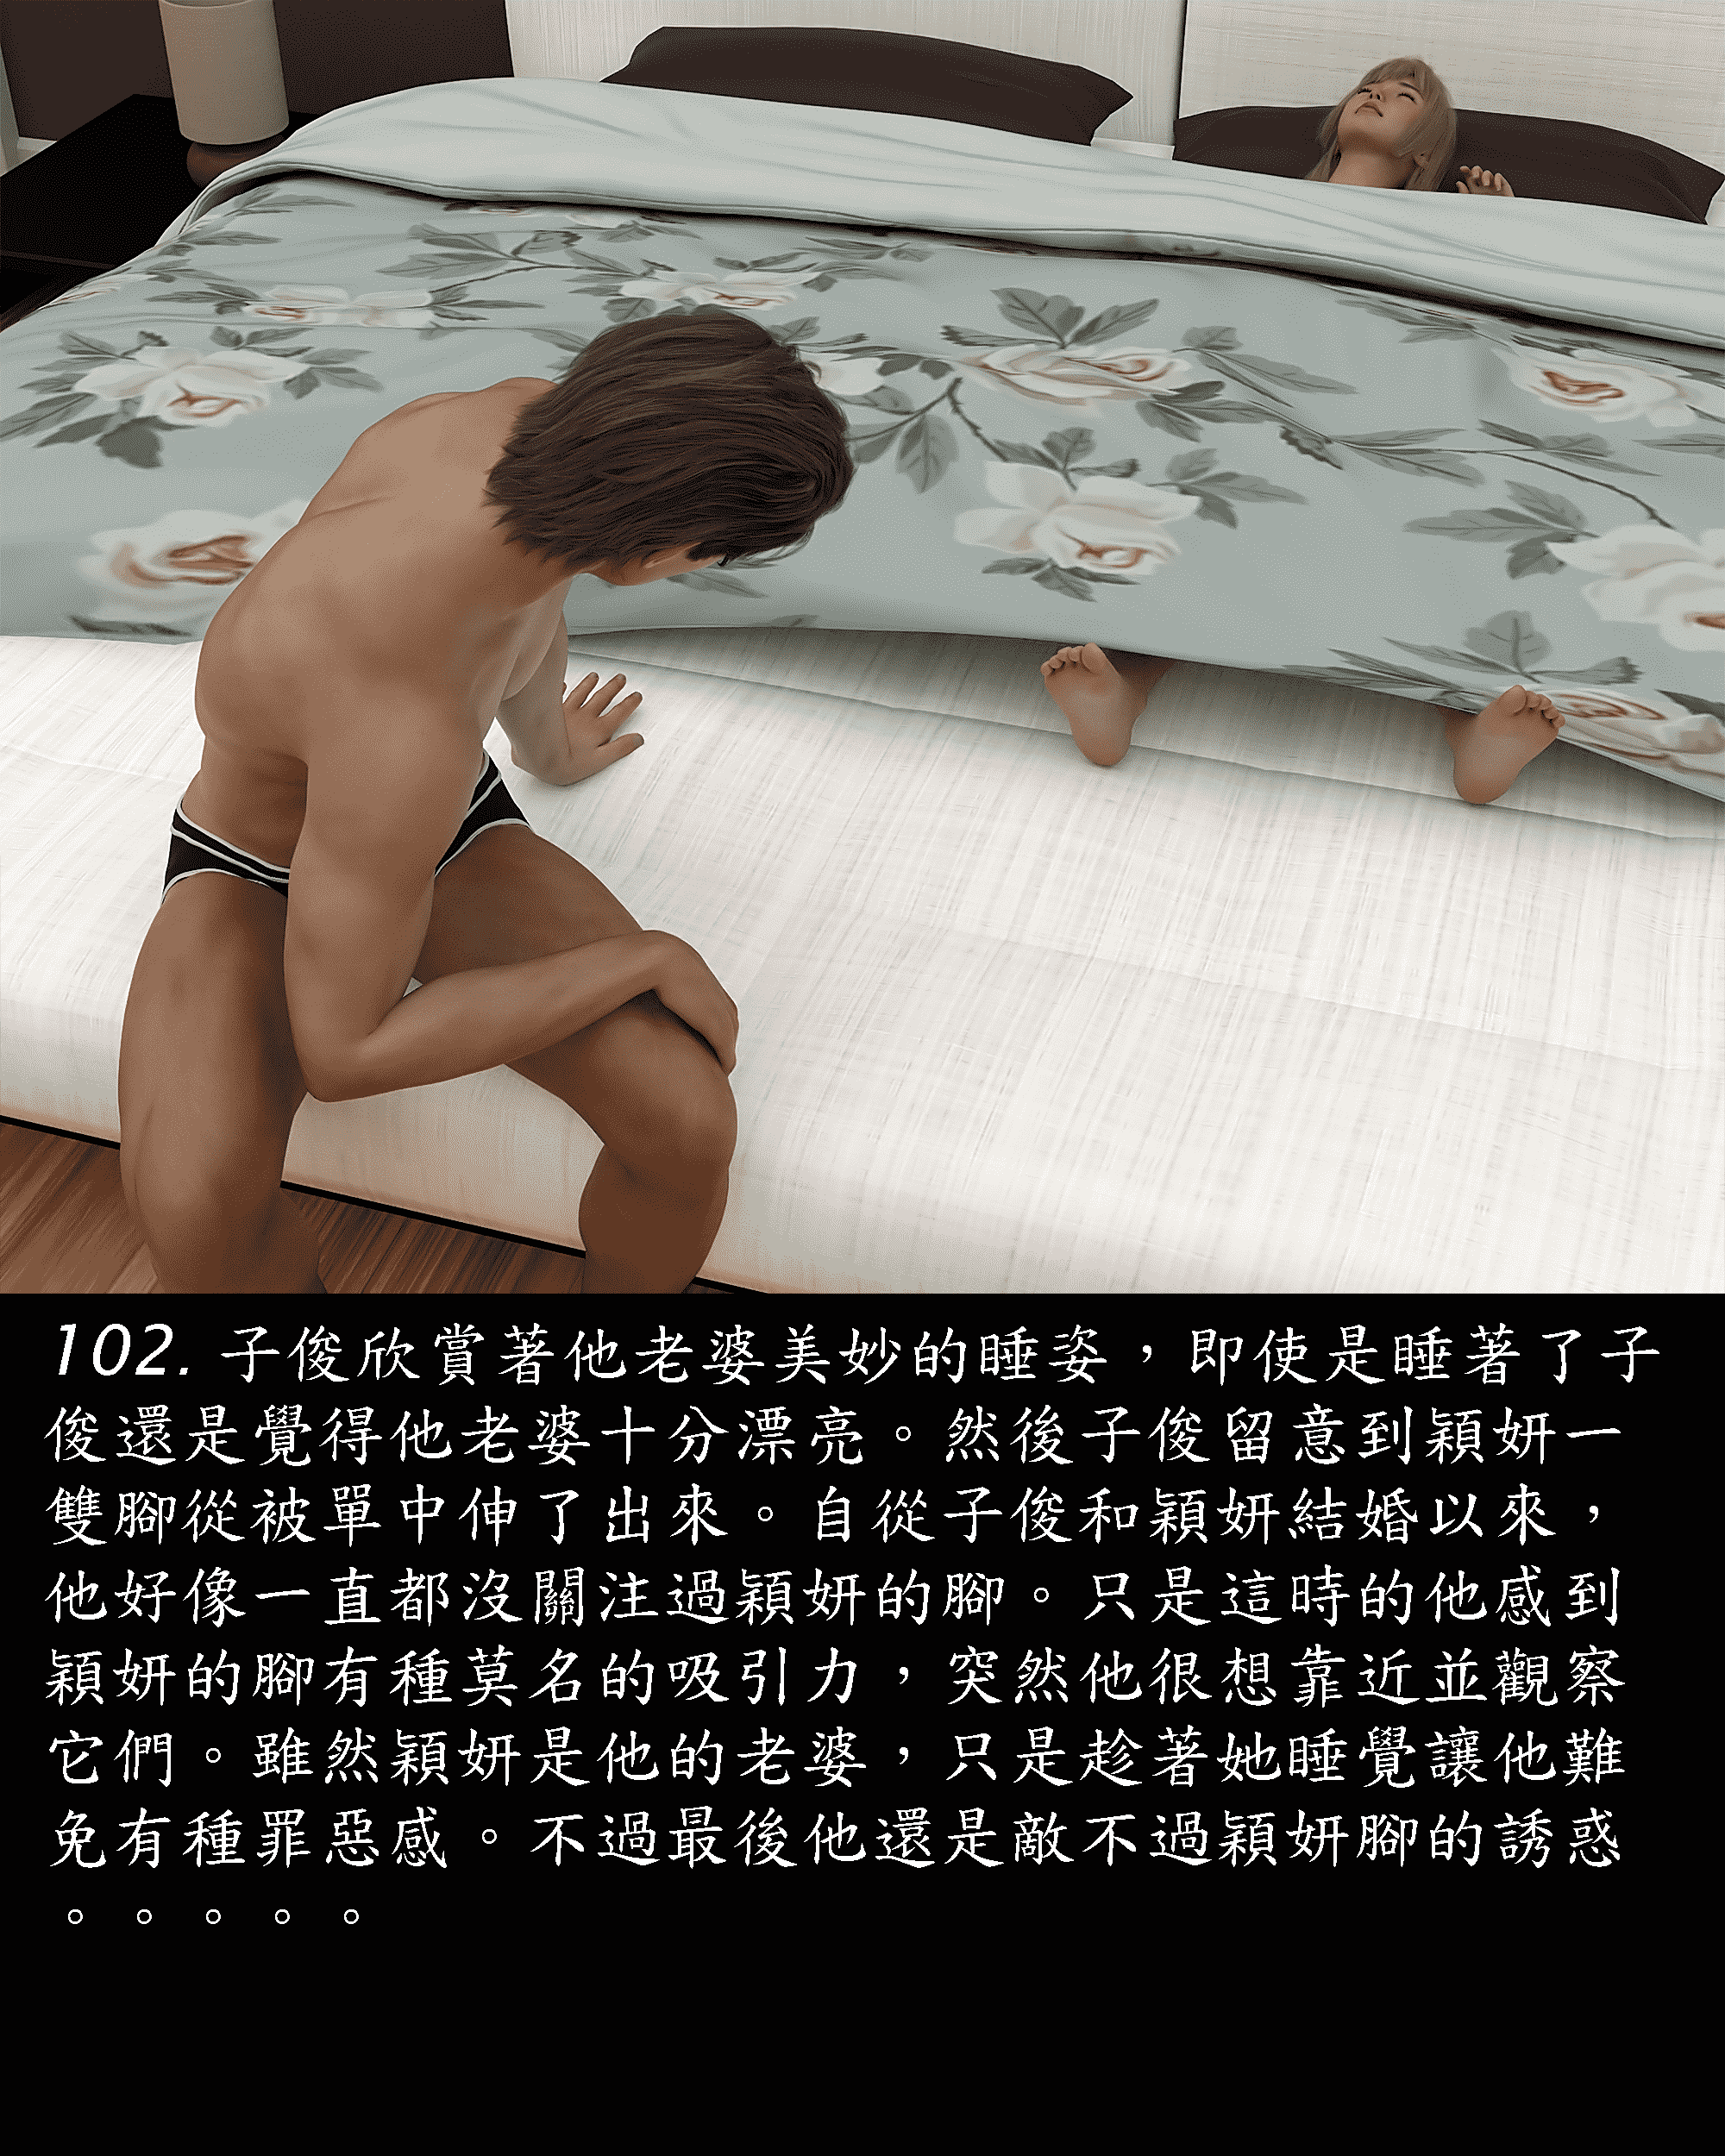 102. 子俊欣賞著他老婆美妙的睡姿，即使是睡著了子
俊還是覺得他老婆十分漂亮。然後子俊留意到穎妍一
雙腳從被單中伸了出來。自從子俊和穎妍結婚以來，
他好像一直都沒關注過穎妍的腳。只是這時的他感到
穎妍的腳有種莫名的吸引力，突然他很想靠近並觀察
它們。雖然穎妍是他的老婆，只是趁著她睡覺讓他難
免有種罪惡感。不過最後他還是敵不過穎妍腳的誘惑
。。。。。